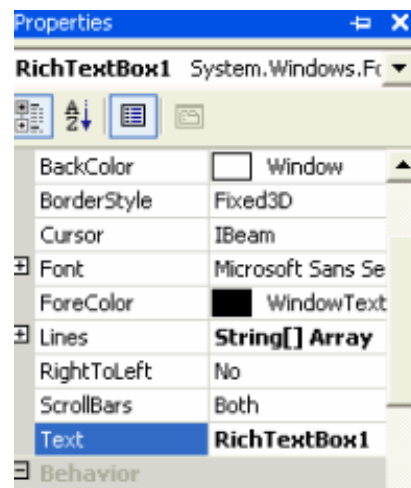 Properties
RichTextBox1 System.Windows.Fo
BackColor Window
BorderStyle Fixed3D
Cursor IBeam
Font Microsoft Sans Se
ForeColor WindowText
Lines String[] Array
RightToLeft No
ScrollBars Both
Text RichTextBox1
Behavior